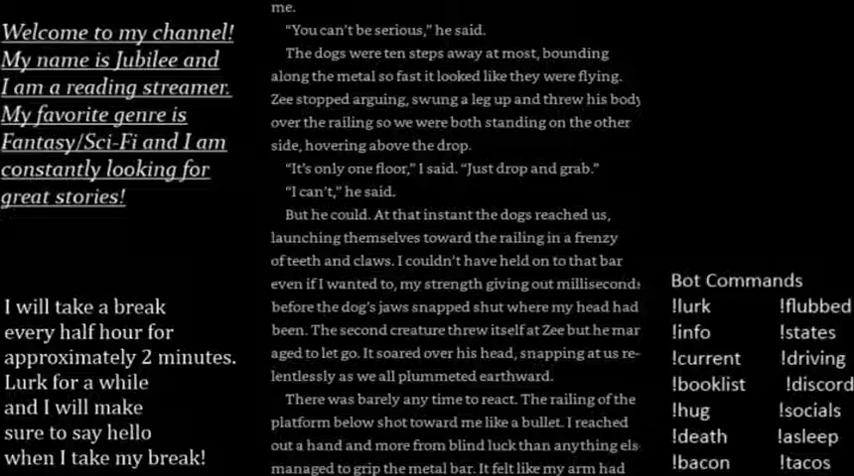 Welcome to my channel!
My name is Jubilee and
I am a reading streamer.
My favorite genre is
Fantasy/Sci-Fi and I am
constantly looking for
great stories!
I will take a break
every half hour for
approximately 2 minutes.
Lurk for a while
and I will make
sure to say hello
when I take my break!
me.
“You can’t be serious,” he said.
The dogs were ten steps away at most, bounding
along the metal so fast it looked like they were flying.
Zee stopped arguing, swung a leg up and threw his body
over the railing so we were both standing on the other
side, hovering above the drop.
“It’s only one floor,” I said. “Just drop and grab.”
“I can’t,” he said.
But he could. At that instant the dogs reached us,
launching themselves toward the railing in a frenzy
of teeth and claws. I couldn’t have held on to that bar
even if I wanted to, my strength giving out milliseconds
before the dog’s jaws snapped shut where my head had
been. The second creature threw itself at Zee but he man
aged to let go. It soared over his head, snapping at us re-
lentlessly as we all plummeted earthward.
There was barely any time to react. The railing of the
platform below shot toward me like a bullet. I reached
out a hand and more from blind luck than anything els
managed to grip the metal bar. It felt like my arm had
Bot Commands
!lurk !flubbed
!info !states
!current !driving
!booklist !discord
!hug !socials
!death !asleep
!bacon !tacos